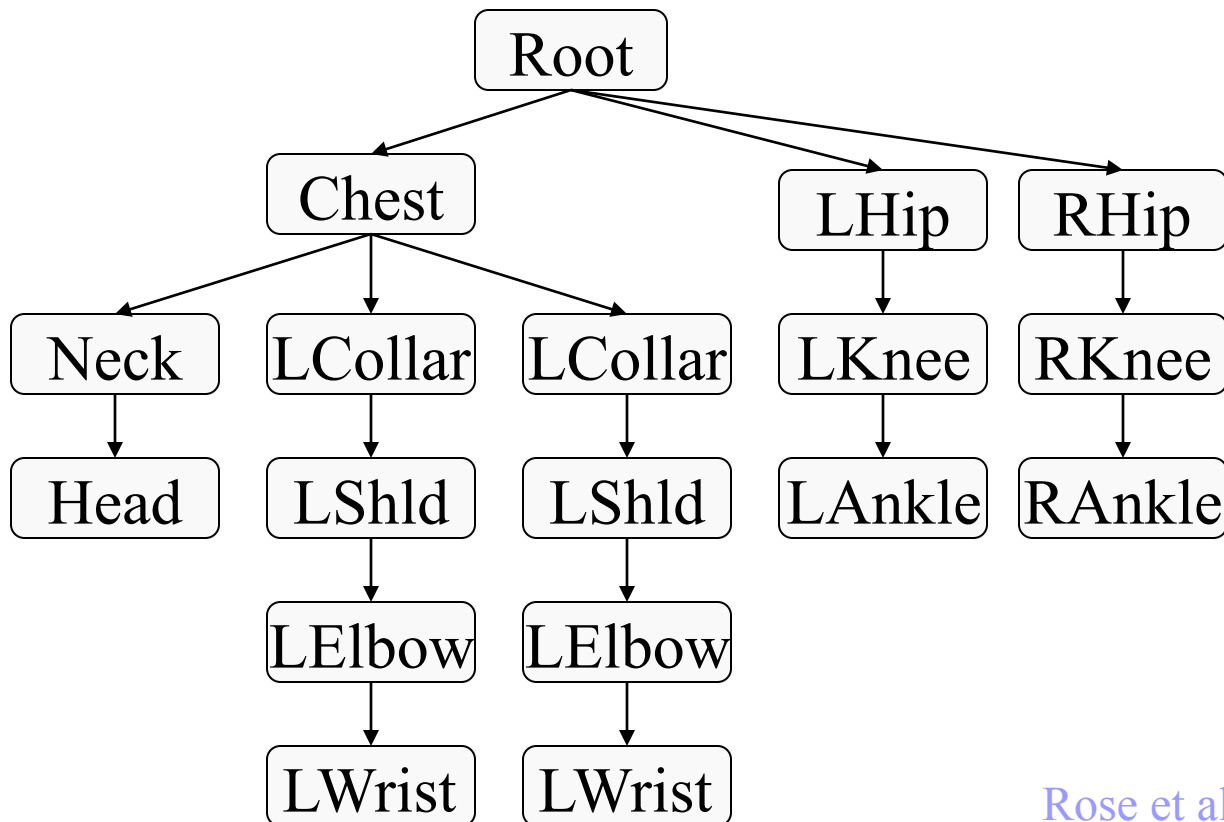 Root
Chest
LHip
RHip
Neck
LCollar
LCollar
LKnee
RKnee
Head
LShld
LShld
LAnkle
RAnkle
LElbow
LElbow
LWrist
LWrist
Rose et al